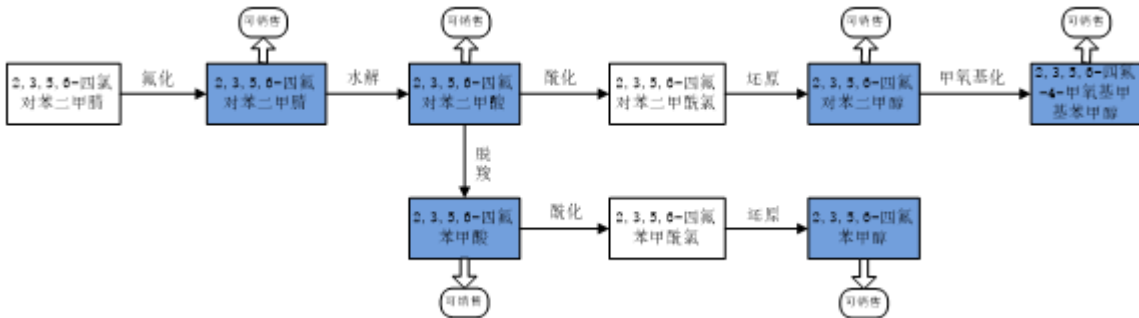 可销售
可销售
可销售
可销售
2,3,5,6-四氯
对苯二甲腈
氟化
2,3,5,6-四氟
对苯二甲腈
水解
2,3,5,6-四氟
对苯二甲酸
酰化
2,3,5,6-四氟
对苯二甲酰氯
还原
2,3,5,6-四氟
对苯二甲醇
甲氧基化
2,3,5,6-四氟
-4-甲氧基甲
基苯甲醇
脱
羧
2,3,5,6-四氟
苯甲酸
酰化
2,3,5,6-四氟
苯甲酰氯
还原
2,3,5,6-四氟
苯甲醇
可销售
可销售